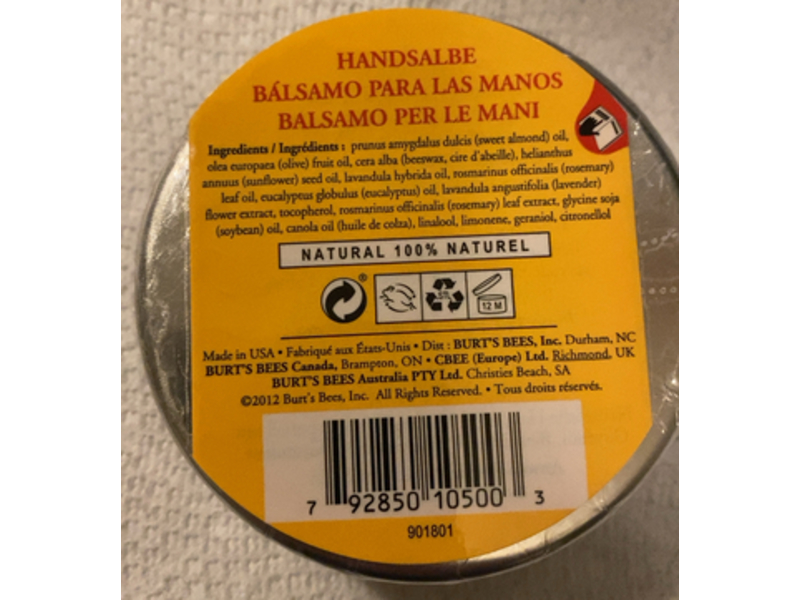 HANDSALBE
BÁLSAMO PARA LAS MANOS
BALSAMO PER LE MANI
Ingredients / Ingrédients : prunus amygdalus dulcis (sweet almond) oil,
olea europaea (olive) fruit oil, cera alba (beeswax, cire d'abeille), helianthus
annuus (sunflower) seed oil, lavandula hybrida oil, rosmarinus officinalis (rosemary)
leaf oil, eucalyptus globulus (eucalyptus) oil, lavandula angustifolia (lavender)
flower extract, tocopherol, rosmarinus officinalis (rosemary) leaf extract, glycine soja
(soybean) oil, canola oil (huile de colza), linalool, limonene, geraniol, citronellol
NATURAL 100% NATUREL
®
12 M
Made in USA • Fabriqué aux États-Unis • Dist : BURT'S BEES, Inc. Durham, NC
BURT'S BEES Canada, Brampton, ON • CBEE (Europe) Ltd. Richmond, UK
BURT'S BEES Australia PTY Ltd. Christies Beach, SA
©2012 Burt's Bees, Inc. All Rights Reserved. • Tous droits réservés.
7 92850 10500 3
901801